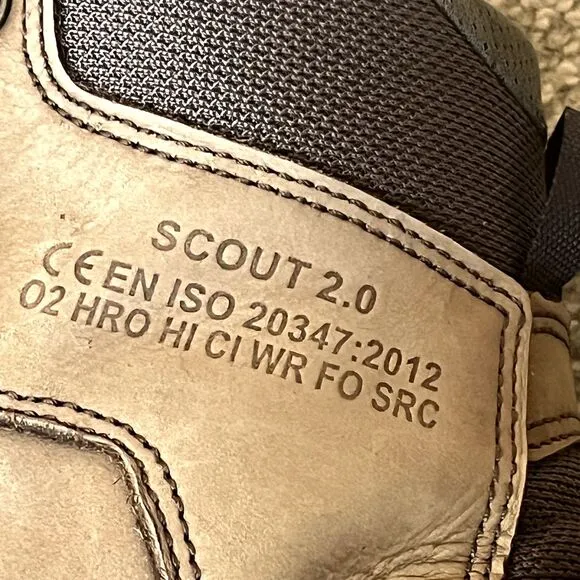 SCOUT 2.0
CE EN ISO 20347:2012
O2 HRO HI CI WR FO SRC